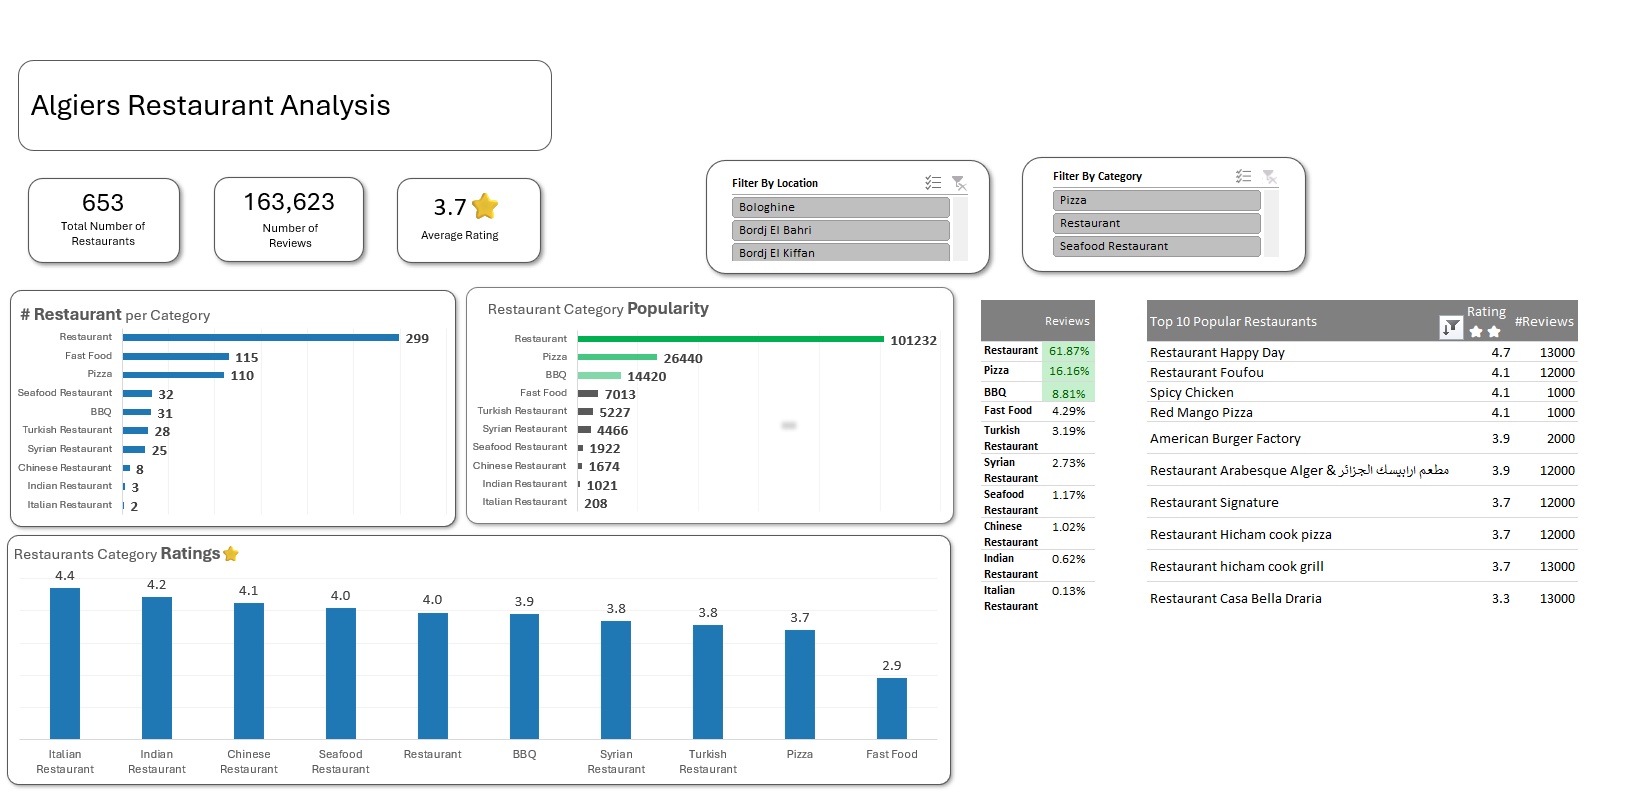 Algiers Restaurant Analysis
653
Total Number of
Restaurants
163,623
Number of
Reviews
3.7
Average Rating
Filter By Location
Bologhine
Bordj El Bahri
Bordj El Kiffan
Filter By Category
Pizza
Restaurant
Seafood Restaurant
# Restaurant per Category
Restaurant 299
Fast Food 115
Pizza 110
Seafood Restaurant 32
BBQ 31
Turkish Restaurant 28
Syrian Restaurant 25
Chinese Restaurant 8
Indian Restaurant 3
Italian Restaurant 2
Restaurant Category Popularity
Restaurant 101232
Pizza 26440
BBQ 14420
Fast Food 7013
Turkish Restaurant 5227
Syrian Restaurant 4466
Seafood Restaurant 1922
Chinese Restaurant 1674
Indian Restaurant 1021
Italian Restaurant 208
Restaurants Category Ratings
4.4 4.2 4.1 4.0 4.0 3.9 3.8 3.8 3.7 2.9
Italian Indian Chinese Seafood Restaurant BBQ Syrian Turkish Pizza Fast Food
Restaurant Restaurant Restaurant Restaurant Restaurant Restaurant
Reviews
Restaurant 61.87%
Pizza 16.16%
BBQ 8.81%
Fast Food 4.29%
Turkish 3.19%
Restaurant
Syrian 2.73%
Restaurant
Seafood 1.17%
Restaurant
Chinese 1.02%
Restaurant
Indian 0.62%
Restaurant
Italian 0.13%
Restaurant
Top 10 Popular Restaurants Rating #Reviews
Restaurant Happy Day 4.7 13000
Restaurant Foufou 4.1 12000
Spicy Chicken 4.1 1000
Red Mango Pizza 4.1 1000
American Burger Factory 3.9 2000
Restaurant Arabesque Alger & مطعم ارابيسك الجزائر 3.9 12000
Restaurant Signature 3.7 12000
Restaurant Hicham cook pizza 3.7 12000
Restaurant hicham cook grill 3.7 13000
Restaurant Casa Bella Draria 3.3 13000